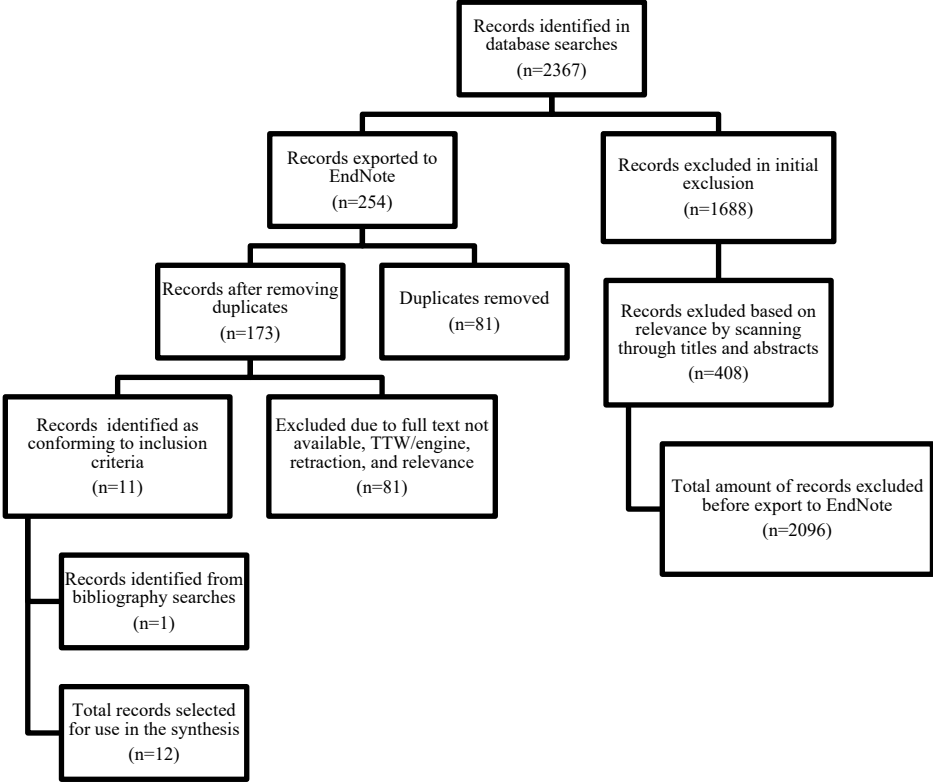 Records identified in
database searches
(n=2367)
Records exported to
EndNote
(n=254)
Records excluded in initial
exclusion
(n=1688)
Records after removing
duplicates
(n=173)
Duplicates removed
(n=81)
Records exluded based on
relevance by scanning
through titles and abstracts
(n=408)
Records identified as
conforming to inclusion
criteria
(n=11)
Excluded due to full text not
available, TTW/engine,
retraction, and relevance
(n=81)
Total amount of records excluded
before export to EndNote
(n=2096)
Records identified from
bibliography searches
(n=1)
Total records selected
for use in the synthesis
(n=12)